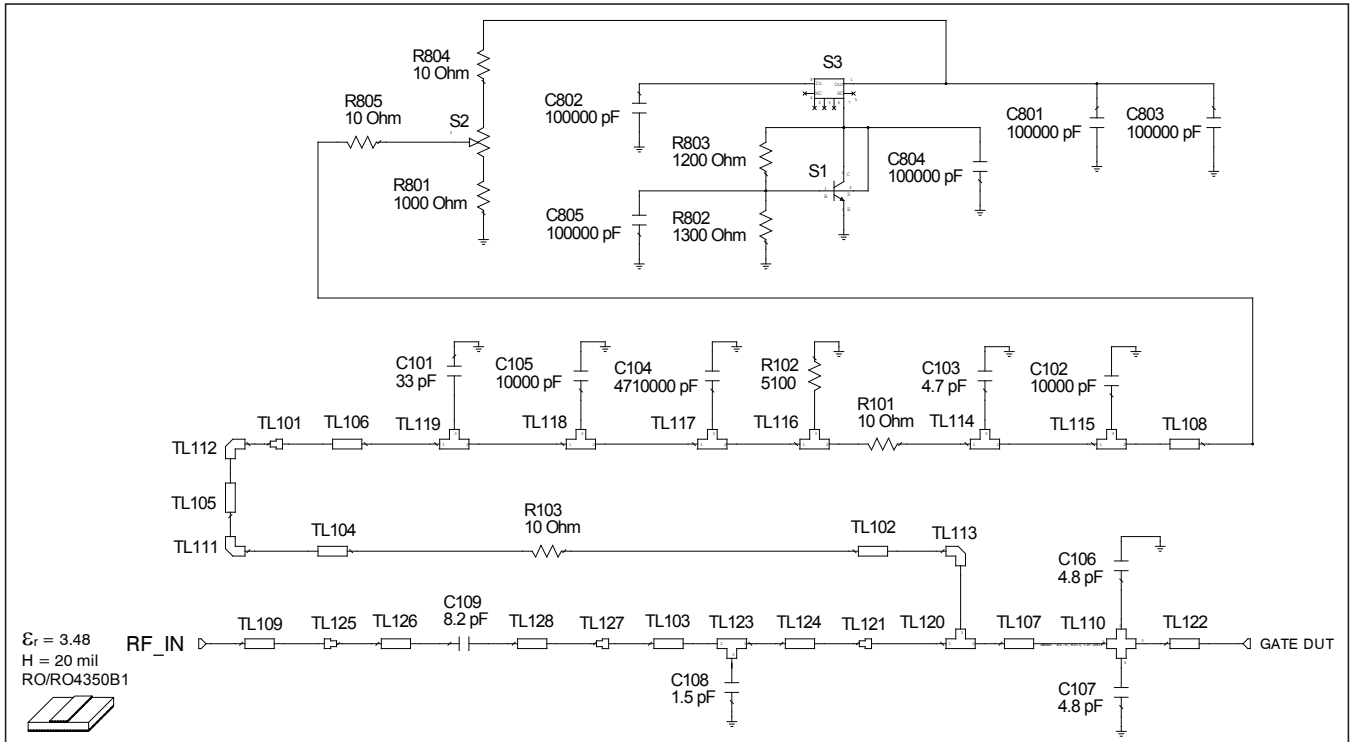 R804
10 Ohm
S3
R805
10 Ohm
S2
C802
100000 pF
C801
100000 pF
C803
100000 pF
R803
1200 Ohm
C804
100000 pF
R801
1000 Ohm
S1
C805
100000 pF
R802
1300 Ohm
C101
33 pF
C105
10000 pF
C104
4710000 pF
R102
5100
C103
4.7 pF
C102
10000 pF
R101
10 Ohm
TL101
TL106
TL119
TL118
TL117
TL116
TL114
TL115
TL108
TL112
TL105
TL111
TL104
R103
10 Ohm
TL102
TL113
C106
4.8 pF
C109
8.2 pF
TL109
TL125
TL126
TL128
TL127
TL103
TL123
TL124
TL121
TL120
TL107
TL110
TL122
RF_IN
GATE DUT
C108
1.5 pF
C107
4.8 pF
εr = 3.48
H = 20 mil
RO/RO4350B1